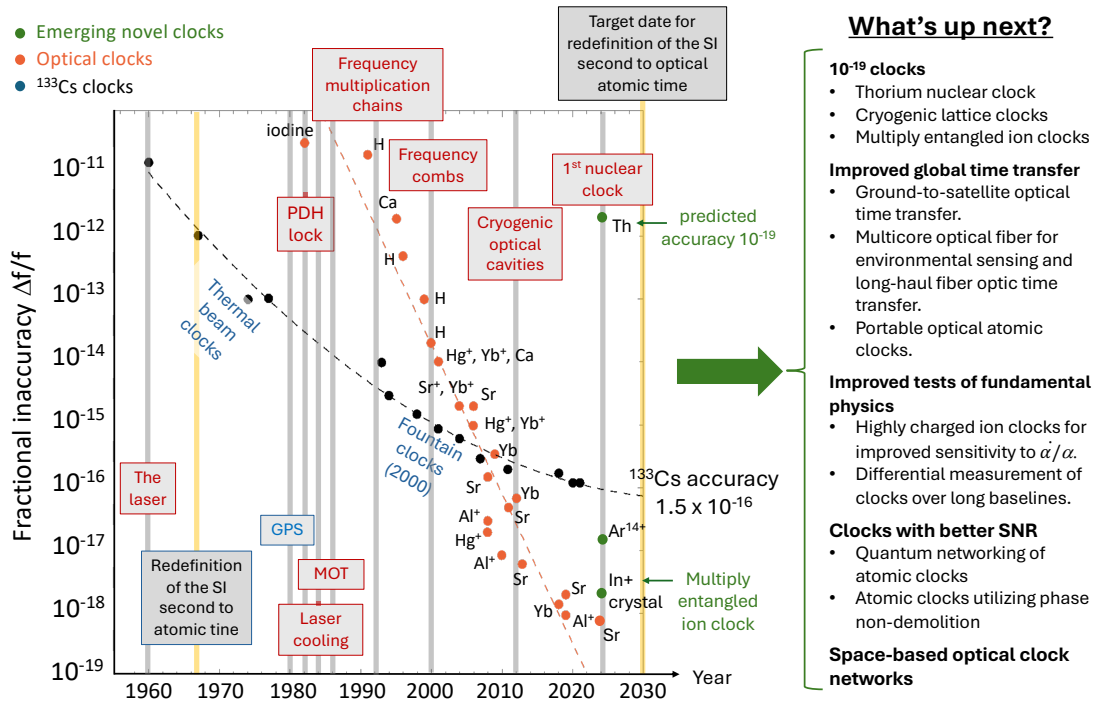 Emerging novel clocks
Optical clocks
¹³³Cs clocks
Target date for
redefinition of the SI
second to optical
atomic time
Frequency
multiplication
chains
iodine
H
Frequency
combs
1st nuclear
clock
PDH
lock
Ca
Cryogenic
optical
cavities
Th
predicted
accuracy 10⁻¹⁹
H
Thermal
beam
clocks
H
H
Hg⁺, Yb⁺, Ca
Sr⁺, Yb⁺
Sr
Hg⁺, Yb⁺
Fountain
clocks
(2000)
Yb
The
laser
Sr
Yb
¹³³Cs accuracy
1.5 x 10⁻¹⁶
Al⁺
Sr
GPS
Hg⁺
Ar¹⁴⁺
Redefinition
of the SI
second to
atomic tine
Al⁺
MOT
Sr
In+
crystal
Multiply
entangled
ion clock
Laser
cooling
Sr
Yb
Al⁺
Sr
Fractional inaccuracy Δf/f
10⁻¹¹
10⁻¹²
10⁻¹³
10⁻¹⁴
10⁻¹⁵
10⁻¹⁶
10⁻¹⁷
10⁻¹⁸
10⁻¹⁹
1960 1970 1980 1990 2000 2010 2020 2030
Year
What's up next?
10⁻¹⁹ clocks
• Thorium nuclear clock
• Cryogenic lattice clocks
• Multiply entangled ion clocks
Improved global time transfer
• Ground-to-satellite optical
time transfer.
• Multicore optical fiber for
environmental sensing and
long-haul fiber optic time
transfer.
• Portable optical atomic
clocks.
Improved tests of fundamental
physics
• Highly charged ion clocks for
improved sensitivity to α̇/α.
• Differential measurement of
clocks over long baselines.
Clocks with better SNR
• Quantum networking of
atomic clocks
• Atomic clocks utilizing phase
non-demolition
Space-based optical clock
networks